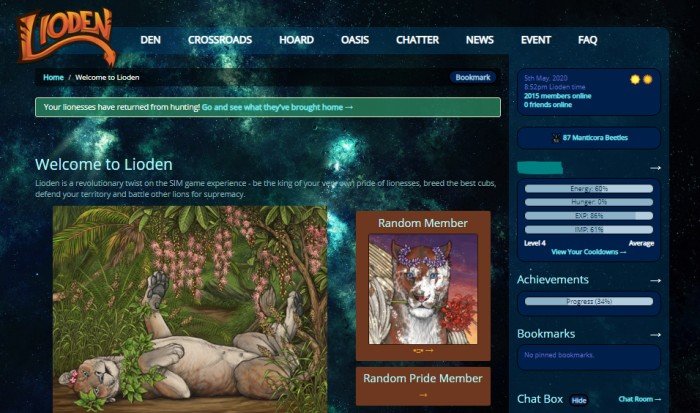 LIODEN
DEN CROSSROADS HOARD OASIS CHATTER NEWS EVENT FAQ
Home / Welcome to Lioden
Bookmark
Your lionesses have returned from hunting! Go and see what they've brought home →
Welcome to Lioden
Lioden is a revolutionary twist on the SIM game experience - be the king of your very own pride of lionesses, breed the best cubs,
defend your territory and battle other lions for supremacy.
Random Member
→
Random Pride Member
→
5th May, 2020
8:52pm Lioden time
2015 members online
0 friends online
87 Manticora Beetles
→
Energy: 60%
Hunger: 0%
EXP: 86%
IMP: 61%
Level 4 Average
View Your Cooldowns →
Achievements →
Progress (34%)
Bookmarks →
No pinned bookmarks.
Chat Box Hide Chat Room →